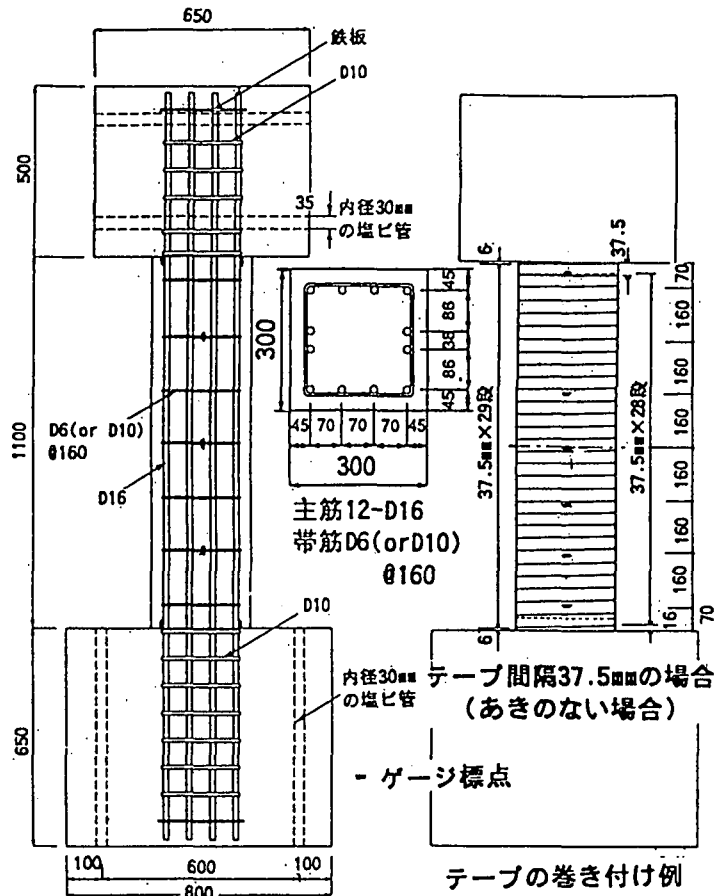 650
鉄板
D10
500
35
内径30mm
の塩ビ管
1100
D6(or D10)
@160
D16
D10
650
内径30mm
の塩ビ管
100
600
100
800
300
45
86
38
86
45
45
70
70
70
45
300
主筋12-D16
帯筋D6(orD10)
@160
6
37.5
70
160
160
160
160
160
160
16
70
37.5mm×29段
37.5mm×28段
6
テープ間隔37.5mmの場合
(あきのない場合)
- ゲージ標点
テープの巻き付け例